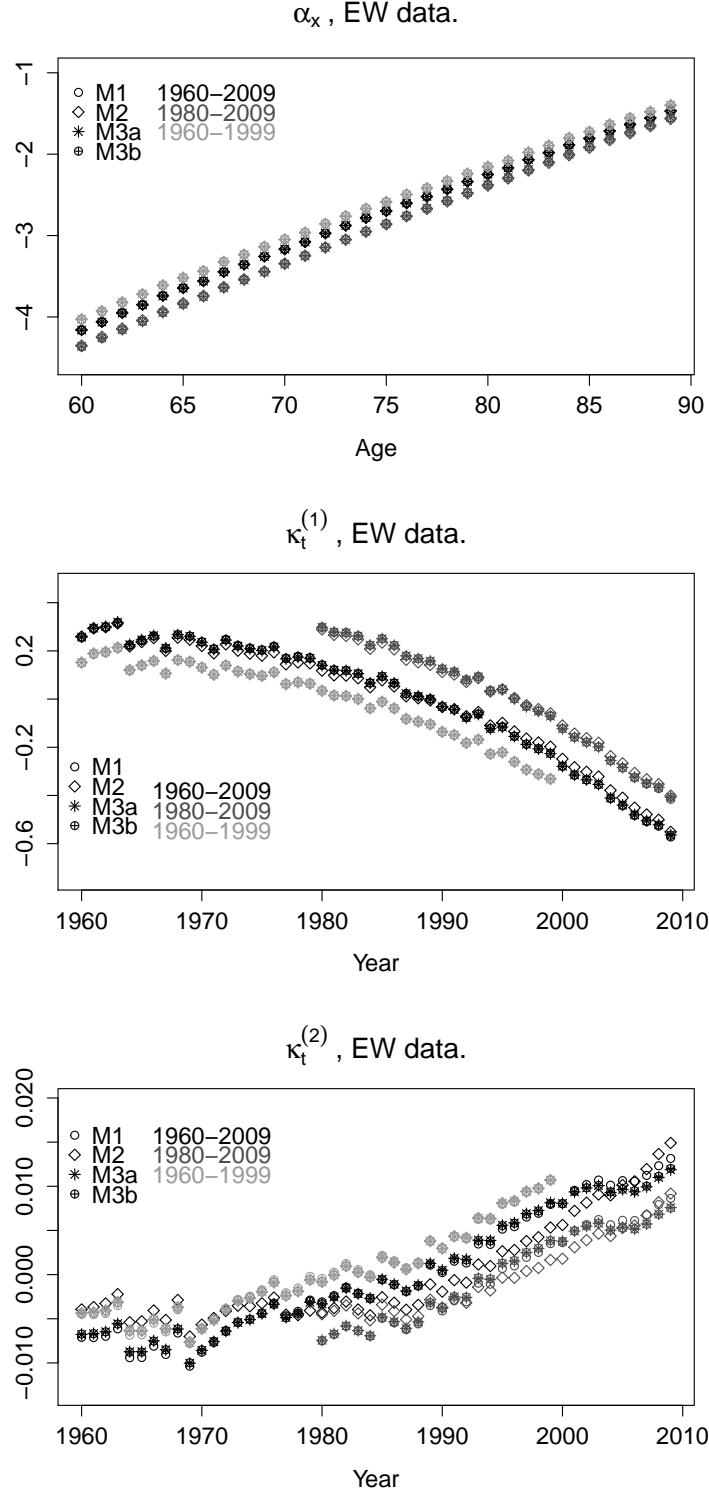 αx , EW data.
−1
−2
−3
−4
M1 1960−2009
M2 1980−2009
M3a 1960−1999
M3b
60 65 70 75 80 85 90
Age
κt(1) , EW data.
0.2
−0.2
−0.6
M1
M2 1960−2009
M3a 1980−2009
M3b 1960−1999
1960 1970 1980 1990 2000 2010
Year
κt(2) , EW data.
0.020
0.010
0.000
−0.010
M1 1960−2009
M2 1980−2009
M3a 1960−1999
M3b
1960 1970 1980 1990 2000 2010
Year